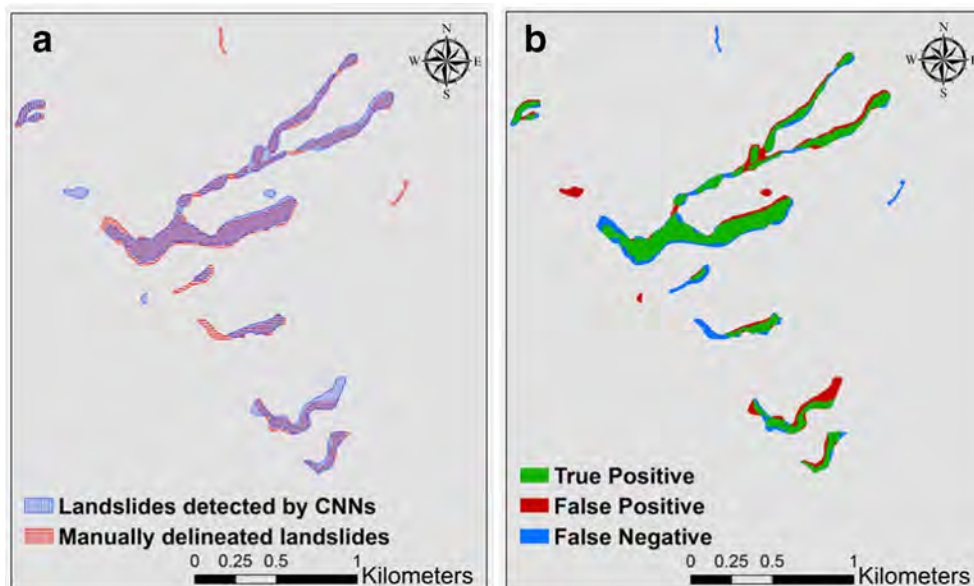 a
N
W E
S
Landslides detected by CNNs
Manually delineated landslides
0 0.25 0.5 1
Kilometers
b
N
W E
S
True Positive
False Positive
False Negative
0 0.25 0.5 1
Kilometers